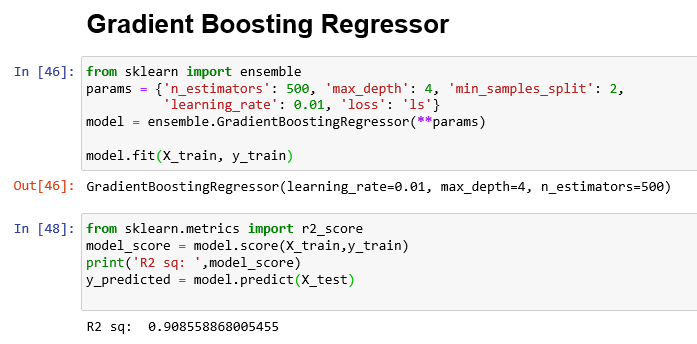 Gradient Boosting Regressor
In [46]: from sklearn import ensemble
params = {'n_estimators': 500, 'max_depth': 4, 'min_samples_split': 2,
'learning_rate': 0.01, 'loss': 'ls'}
model = ensemble.GradientBoostingRegressor(**params)
model.fit(X_train, y_train)
Out[46]: GradientBoostingRegressor(learning_rate=0.01, max_depth=4, n_estimators=500)
In [48]: from sklearn.metrics import r2_score
model_score = model.score(X_train,y_train)
print('R2 sq: ',model_score)
y_predicted = model.predict(X_test)
R2 sq:  0.908558868005455